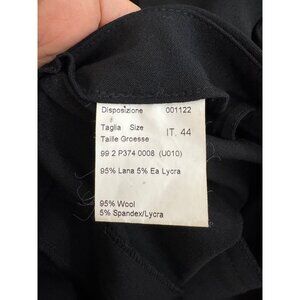 Disposizione 001122
Taglia Size IT. 44
Taille Groesse
99 2 P374 0008 (U010)
95% Lana 5% Ea Lycra
95% Wool
5% Spandex/Lycra